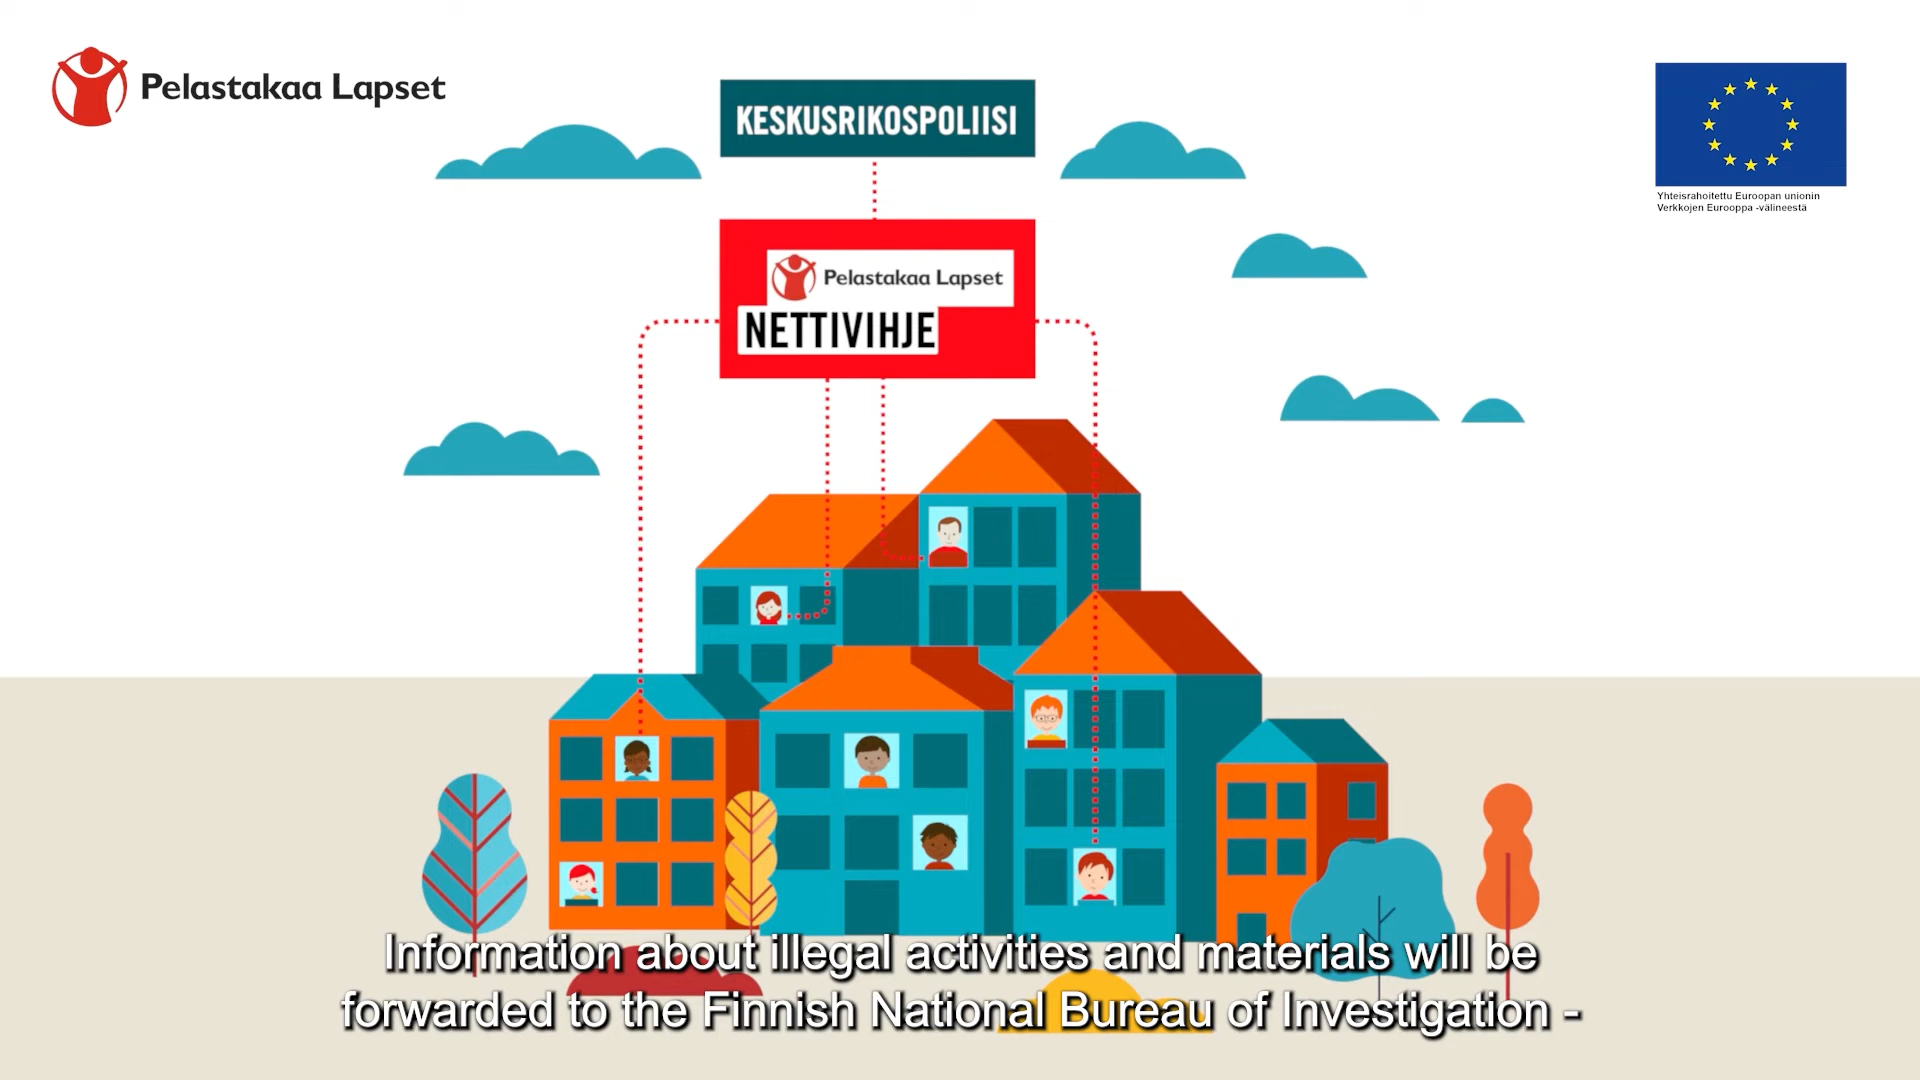 Pelastakaa Lapset
KESKUSRIKOSPOLIISI
Yhteisrahoitettu Euroopan unionin
Verkkojen Eurooppa -välineestä
Pelastakaa Lapset
NETTIVIHJE
Information about illegal activities and materials will be
forwarded to the Finnish National Bureau of Investigation -